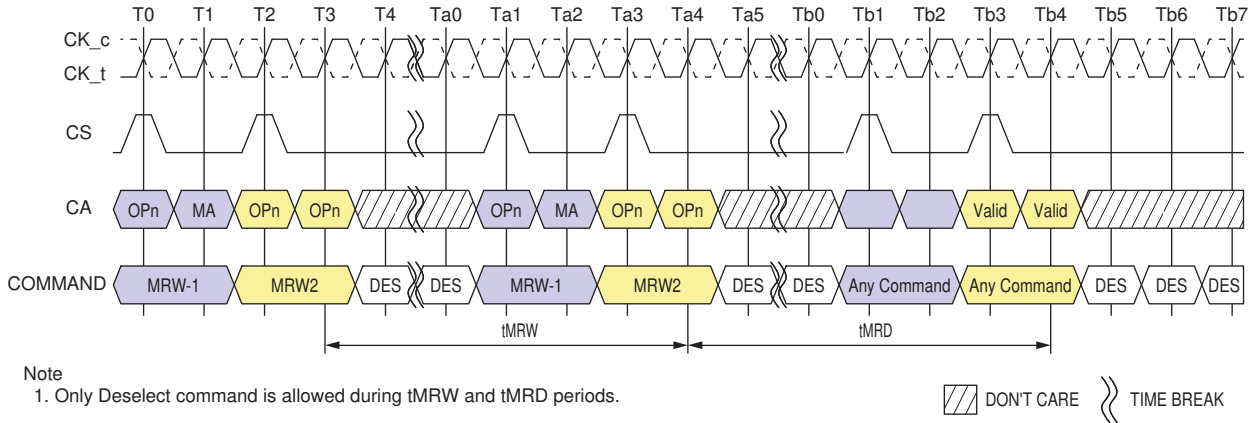 T0 T1 T2 T3 T4 Ta0 Ta1 Ta2 Ta3 Ta4 Ta5 Tb0 Tb1 Tb2 Tb3 Tb4 Tb5 Tb6 Tb7
CK_c
CK_t
CS
CA OPn MA OPn OPn OPn MA OPn OPn Valid Valid
COMMAND MRW-1 MRW2 DES DES MRW-1 MRW2 DES DES Any Command Any Command DES DES DES
tMRW tMRD
Note
1. Only Deselect command is allowed during tMRW and tMRD periods.
DON'T CARE TIME BREAK